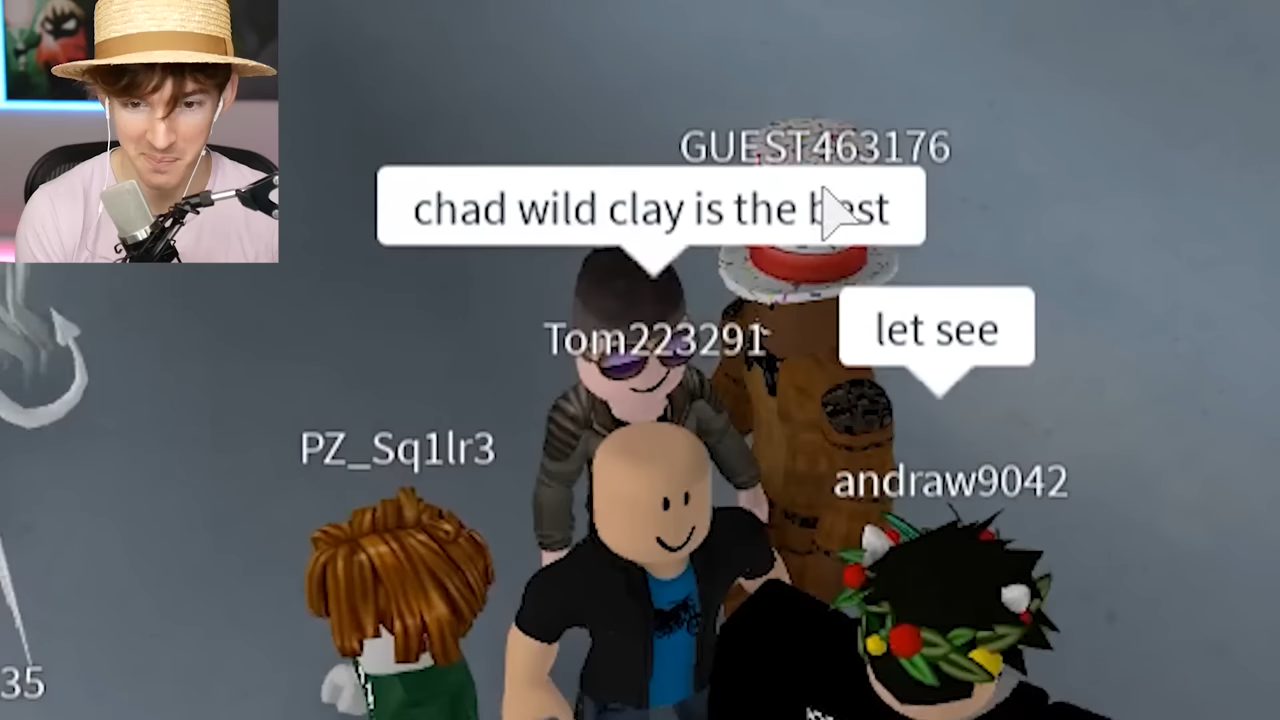 GUEST463176
chad wild clay is the best
let see
Tom223291
PZ_Sq1lr3
andraw9042
35